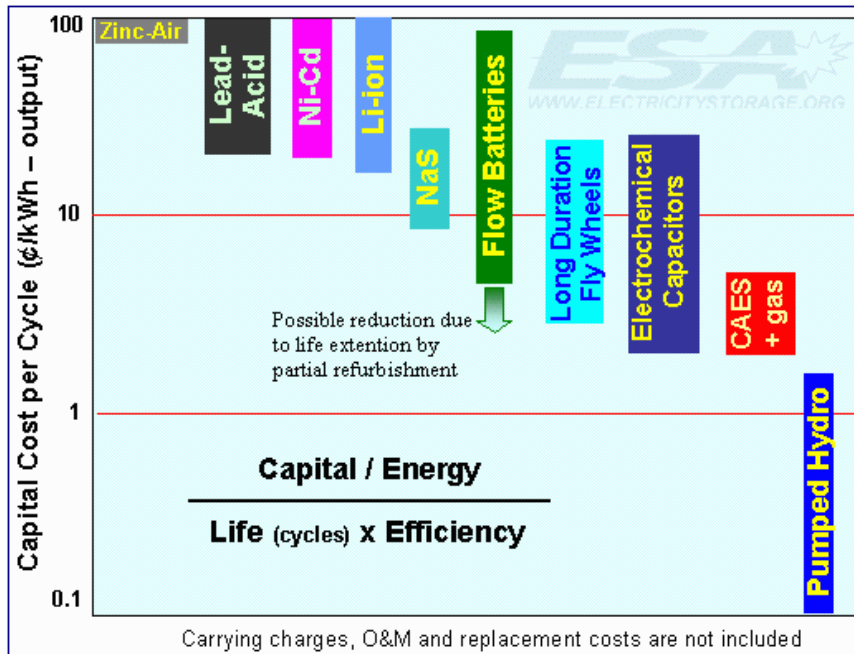 Capital Cost per Cycle (¢/kWh – output)
100
10
1
0.1
Zinc-Air
Lead-
Acid
Ni-Cd
Li-ion
NaS
Flow Batteries
Long Duration
Fly Wheels
Electrochemical
Capacitors
CAES
+ gas
Pumped Hydro
ESA
WWW.ELECTRICITYSTORAGE.ORG
Possible reduction due
to life extention by
partial refurbishment
Capital / Energy
Life (cycles) x Efficiency
Carrying charges, O&M and replacement costs are not included